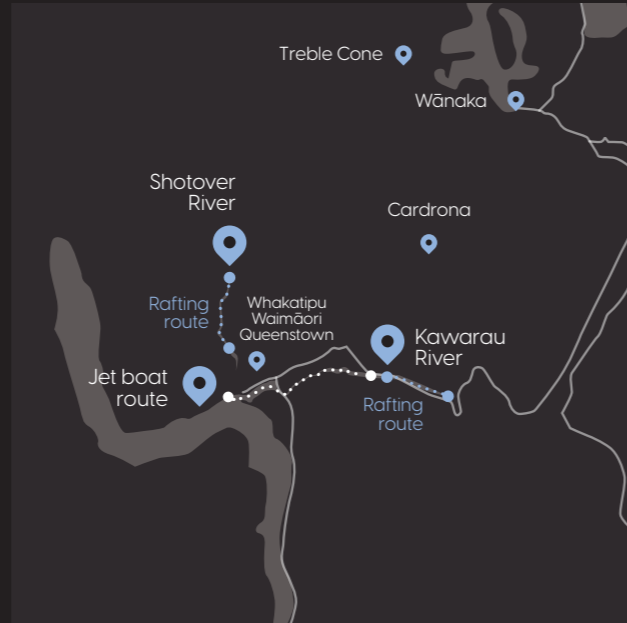 Treble Cone
Wānaka
Shotover
River
Cardrona
Rafting
route
Whakatipu
Waimāori
Queenstown
Kawarau
River
Jet boat
route
Rafting
route